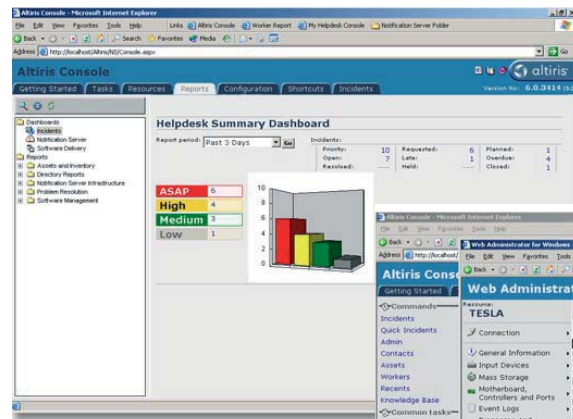 Altiris Console - Microsoft Internet Explorer
File Edit View Favorites Tools Help Links Altiris Console Worker Report My Helpdesk Console Notification Server Folder
Back Search Favorites Media
Address http://localhost/Altiris/NS/Console.aspx Go
Altiris Console altiris
Getting Started Tasks Resources Reports Configuration Shortcuts Incidents Version No: 6.0.3414
Dashboards
Incidents
Notification Server
Software Delivery
Reports
Assets and Inventory
Directory Reports
Notification Server Infrastructure
Problem Resolution
Software Management
Helpdesk Summary Dashboard
Report period: Past 3 Days Go
Incidents:
Priority: 10 Requested: 6 Planned: 1
Open: 7 Late: 1 Overdue: 4
Resolved: ---- Held: ---- Closed: 1
ASAP 6
High 4
Medium 3
Low 1
10
8
6
4
2
0
Altiris Console - Microsoft Internet Explorer
File Edit View Favorites Tools Help
Back
Address http://localhost/
Altiris Cons
Getting Started
Commands
Incidents
Quick Incidents
Admin
Contacts
Assets
Workers
Recents
Knowledge Base
Common tasks
Web Administrator for Windows
File Edit View Favorites Tools
Back
Web Administrat
Resource:
TESLA
Connection
General Information
Input Devices
Mass Storage
Motherboard,
Controllers and Ports
Event Logs